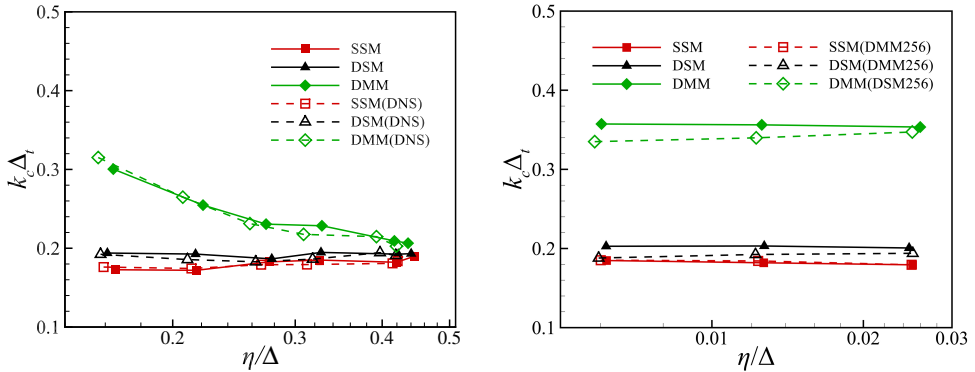 0.5
0.4
0.3
0.2
0.1
k_cΔ_t
SSM
DSM
DMM
SSM(DNS)
DSM(DNS)
DMM(DNS)
0.2 0.3 0.4 0.5
η/Δ
0.5
0.4
0.3
0.2
0.1
k_cΔ_t
SSM SSM(DMM256)
DSM DSM(DMM256)
DMM DMM(DSM256)
0.01 0.02 0.03
η/Δ